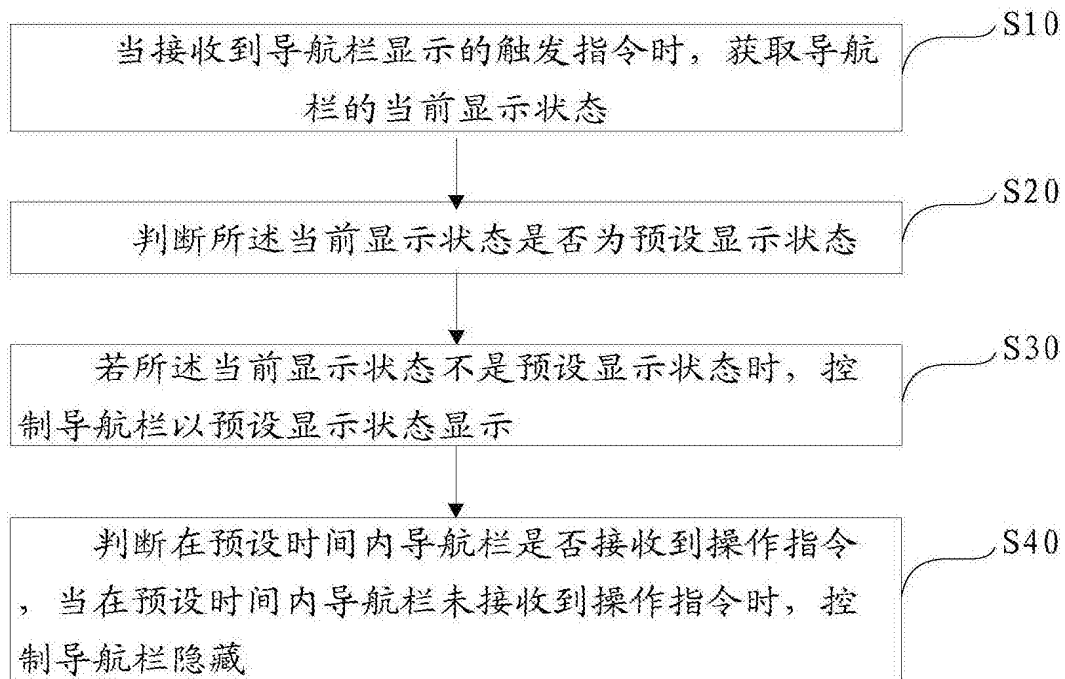 当接收到导航栏显示的触发指令时，获取导航
栏的当前显示状态
S10
判断所述当前显示状态是否为预设显示状态
S20
若所述当前显示状态不是预设显示状态时，控
制导航栏以预设显示状态显示
S30
判断在预设时间内导航栏是否接收到操作指令
，当在预设时间内导航栏未接收到操作指令时，控
制导航栏隐藏
S40